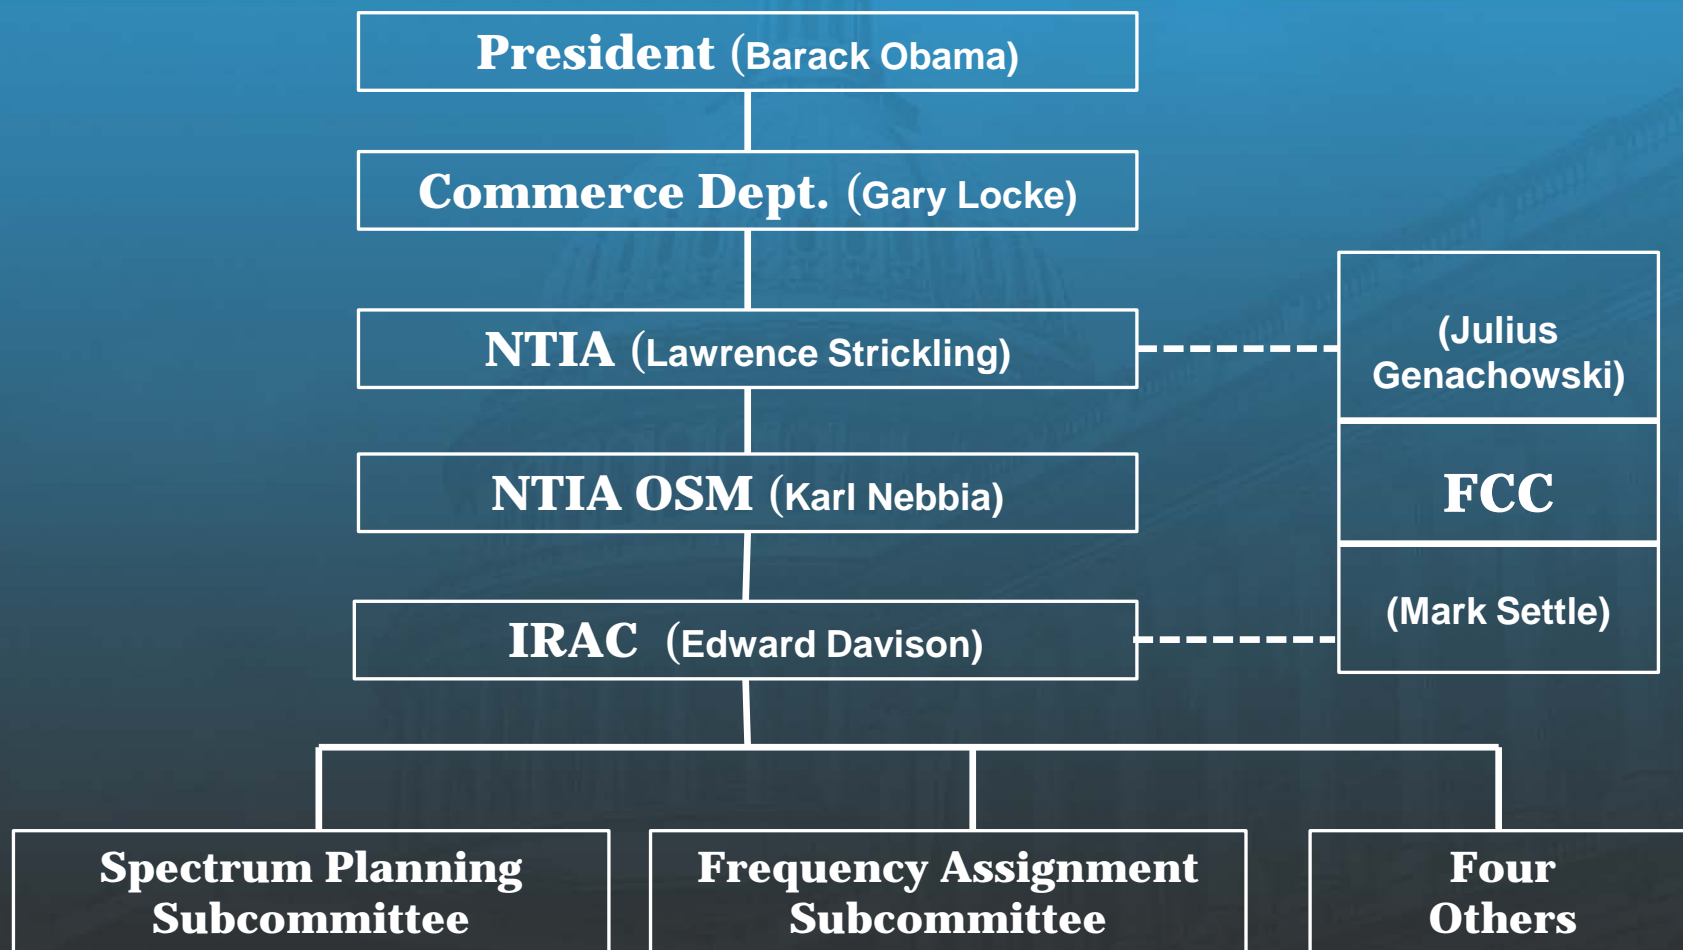 President (Barack Obama)
Commerce Dept. (Gary Locke)
NTIA (Lawrence Strickling)
(Julius
Genachowski)
NTIA OSM (Karl Nebbia)
FCC
IRAC (Edward Davison)
(Mark Settle)
Spectrum Planning
Subcommittee
Frequency Assignment
Subcommittee
Four
Others